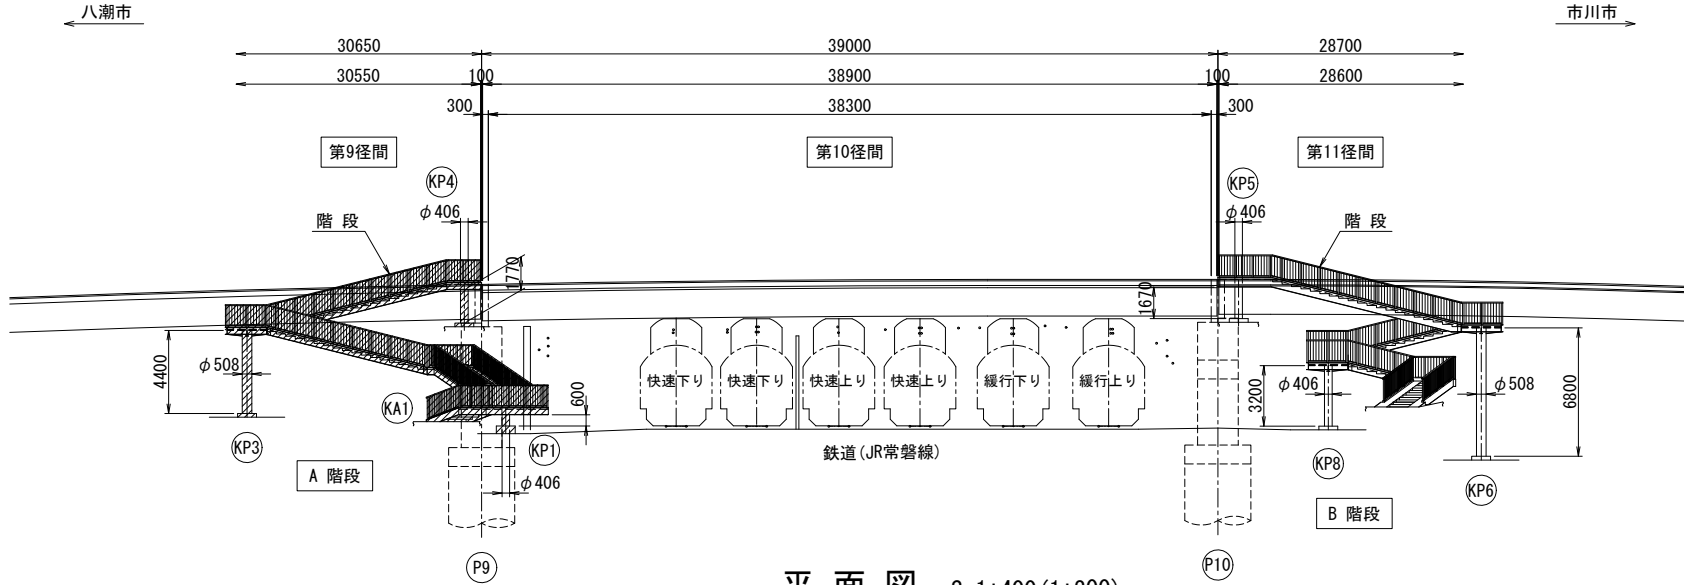 八潮市
市川市
30650
39000
28700
30550
100
38900
100
28600
300
38300
300
第9径間
第10径間
第11径間
KP4
KP5
φ406
φ406
階 段
階 段
1770
1670
4400
φ508
快速下り
快速下り
快速上り
快速上り
緩行下り
緩行上り
3200
φ406
φ508
6800
KA1
600
KP3
KP1
鉄道(JR常磐線)
KP8
KP6
A 階段
φ406
B 階段
P9
P10
平 面 図